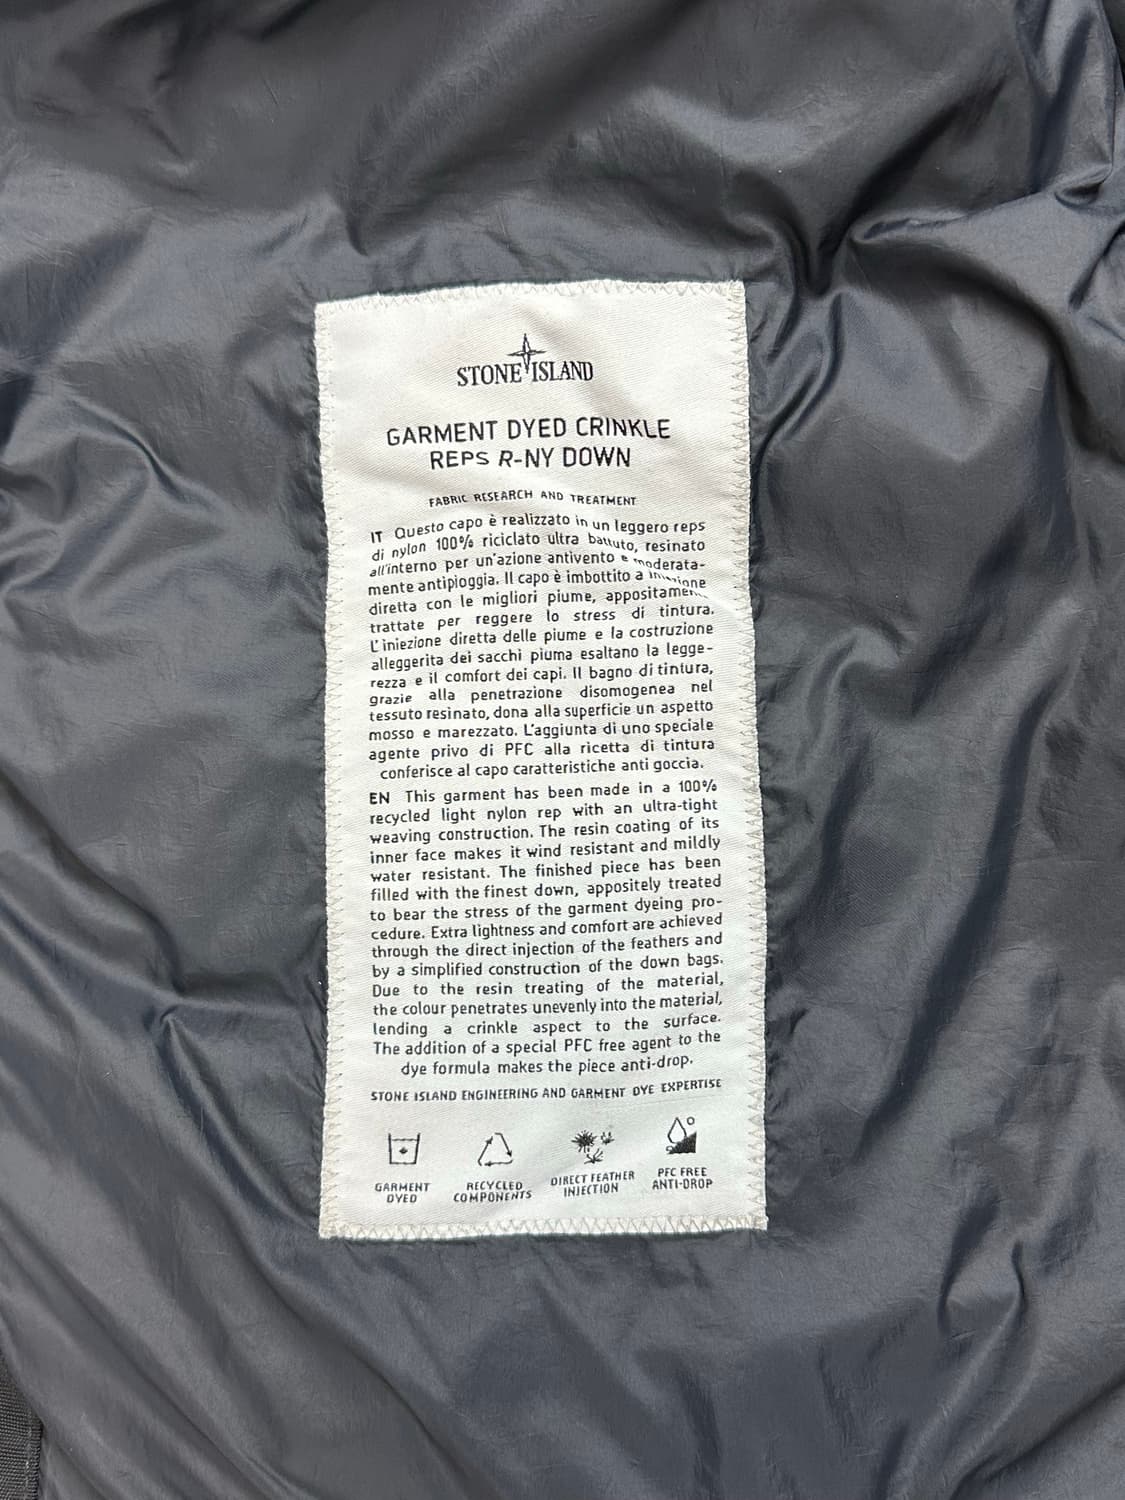 STONE ISLAND
GARMENT DYED CRINKLE
REPS R-NY DOWN
FABRIC RESEARCH AND TREATMENT
IT Questo capo è realizzato in un leggero reps
di nylon 100% riciclato ultra battuto, resinato
all'interno per un'azione antivento e moderata-
mente antipioggia. Il capo è imbottito a
diretta con le migliori piume,
trattate per reggere lo stress di tintura.
L'iniezione diretta delle piume e la costruzione
alleggerita dei sacchi piuma esaltano la legge-
rezza e il comfort dei capi. Il bagno di tintura,
grazie alla penetrazione disomogenea nel
tessuto resinato, dona alla superficie un aspetto
mosso e marezzato. L'aggiunta di uno speciale
agente privo di PFC alla ricetta di tintura
conferisce al capo caratteristiche anti goccia.
EN This garment has been made in a 100%
recycled light nylon rep with an ultra-tight
weaving construction. The resin coating of its
inner face makes it wind resistant and mildly
water resistant. The finished piece has been
filled with the finest down, appositely treated
to bear the stress of the garment dyeing pro-
cedure. Extra lightness and comfort are achieved
through the direct injection of the feathers and
by a simplified construction of the down bags.
Due to the resin treating of the material,
the colour penetrates unevenly into the material,
lending a crinkle aspect to the surface.
The addition of a special PFC free agent to the
dye formula makes the piece anti-drop.
STONE ISLAND ENGINEERING AND GARMENT DYE EXPERTISE
GARMENT
DYED
RECYCLED
COMPONENTS
DIRECT FEATHER
INJECTION
PFC FREE
ANTI-DROP